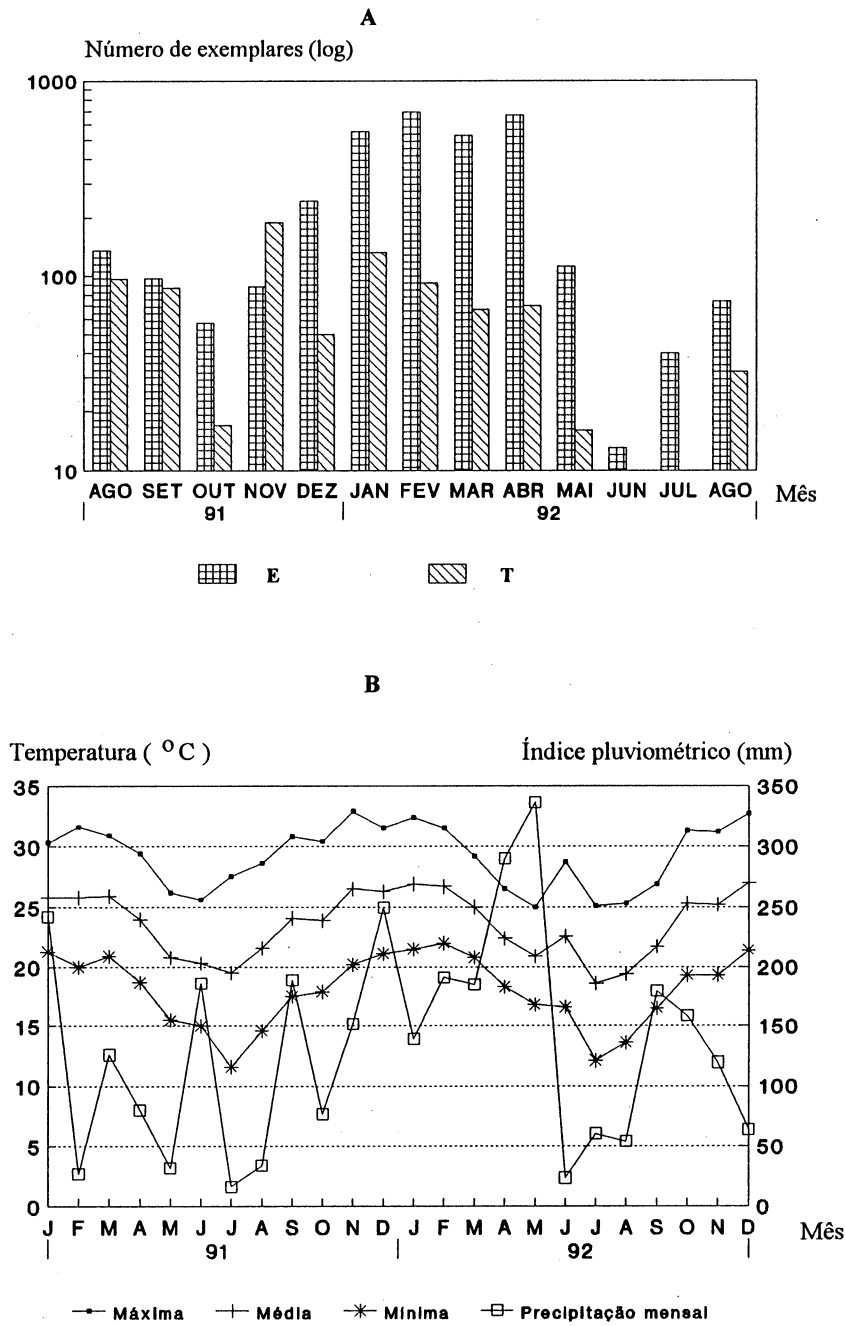 A
Número de exemplares (log)
1000
100
10
AGO SET OUT NOV DEZ JAN FEV MAR ABR MAI JUN JUL AGO Mês
91 92
E T
B
Temperatura ( °C ) Índice pluviométrico (mm)
35 350
30 300
25 250
20 200
15 150
10 100
5 50
0 0
J F M A M J J A S O N D J F M A M J J A S O N D Mês
91 92
Máxima Média Mínima Precipitação mensal